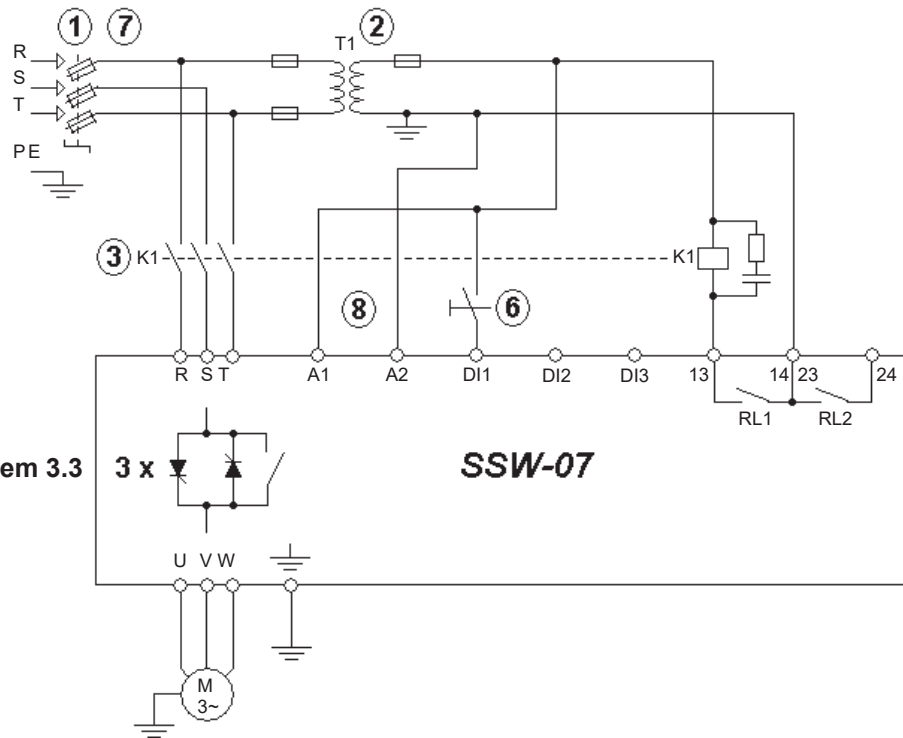 1 7 2
R T1
S
T
PE
3 K1 K1
8 6
R S T A1 A2 DI1 DI2 DI3 13 14 23 24
RL1 RL2
em 3.3 3 x SSW-07
U V W
M
3~